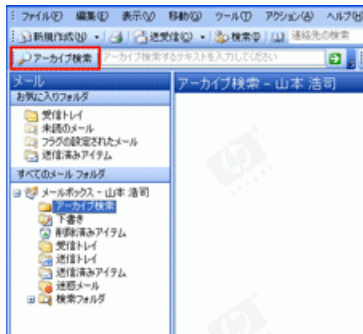 ファイル(F) 編集(E) 表示(V) 移動(G) ツール(T) アクション(A) ヘルプ(H
新規作成(N) 送受信(C) 検索(I) 連絡先の検索
アーカイブ検索 アーカイブ検索するテキストを入力してください
メール
アーカイブ検索 - 山本 浩司
お気に入りフォルダ
受信トレイ
未読のメール
フラグの設定されたメール
送信済みアイテム
すべてのメール フォルダ
メールボックス - 山本 浩司
アーカイブ検索
下書き
削除済みアイテム
受信トレイ
送信トレイ
送信済みアイテム
迷惑メール
検索フォルダ